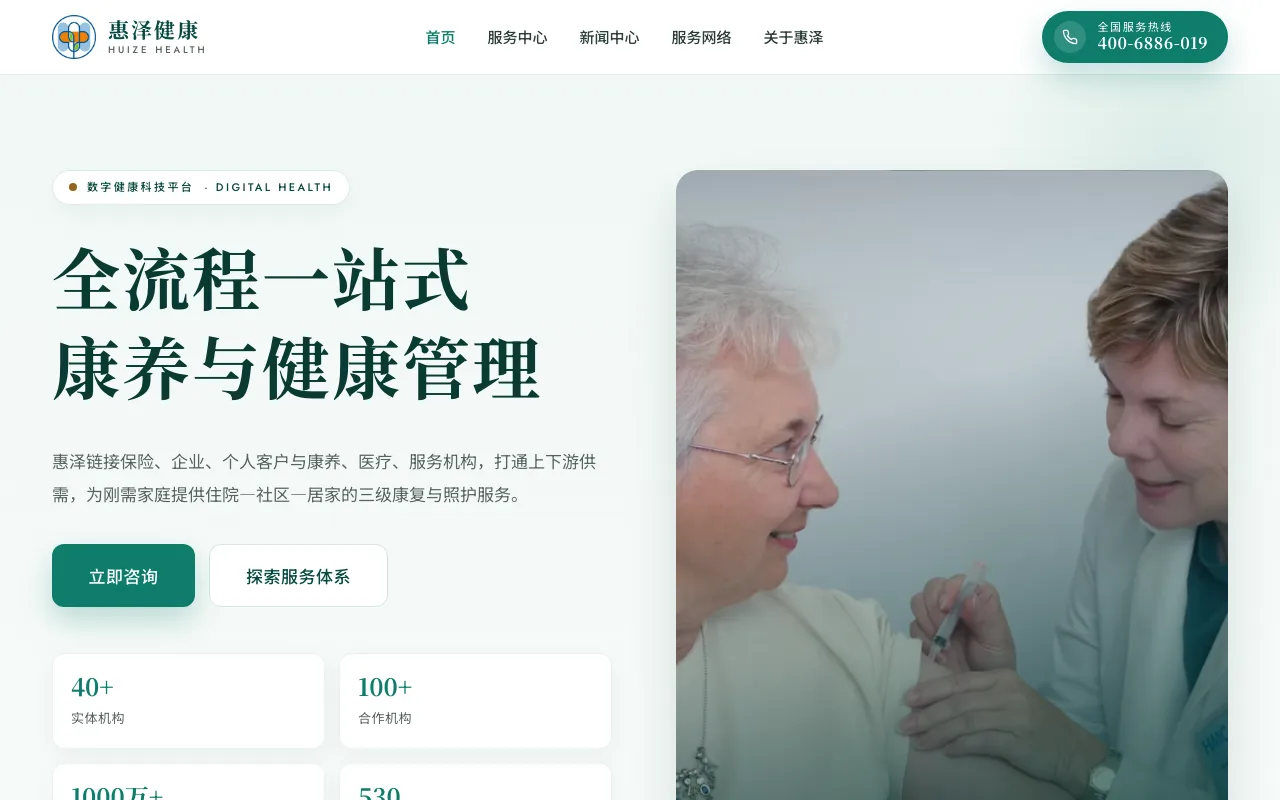 惠泽健康
HUIZE HEALTH
首页
服务中心
新闻中心
服务网络
关于惠泽
全国服务热线
400-6886-019
数字健康科技平台 · DIGITAL HEALTH
全流程一站式
康养与健康管理
惠泽链接保险、企业、个人客户与康养、医疗、服务机构，打通上下游供
需，为刚需家庭提供住院—社区—居家的三级康复与照护服务。
立即咨询
探索服务体系
40+
实体机构
100+
合作机构
1000万+
530